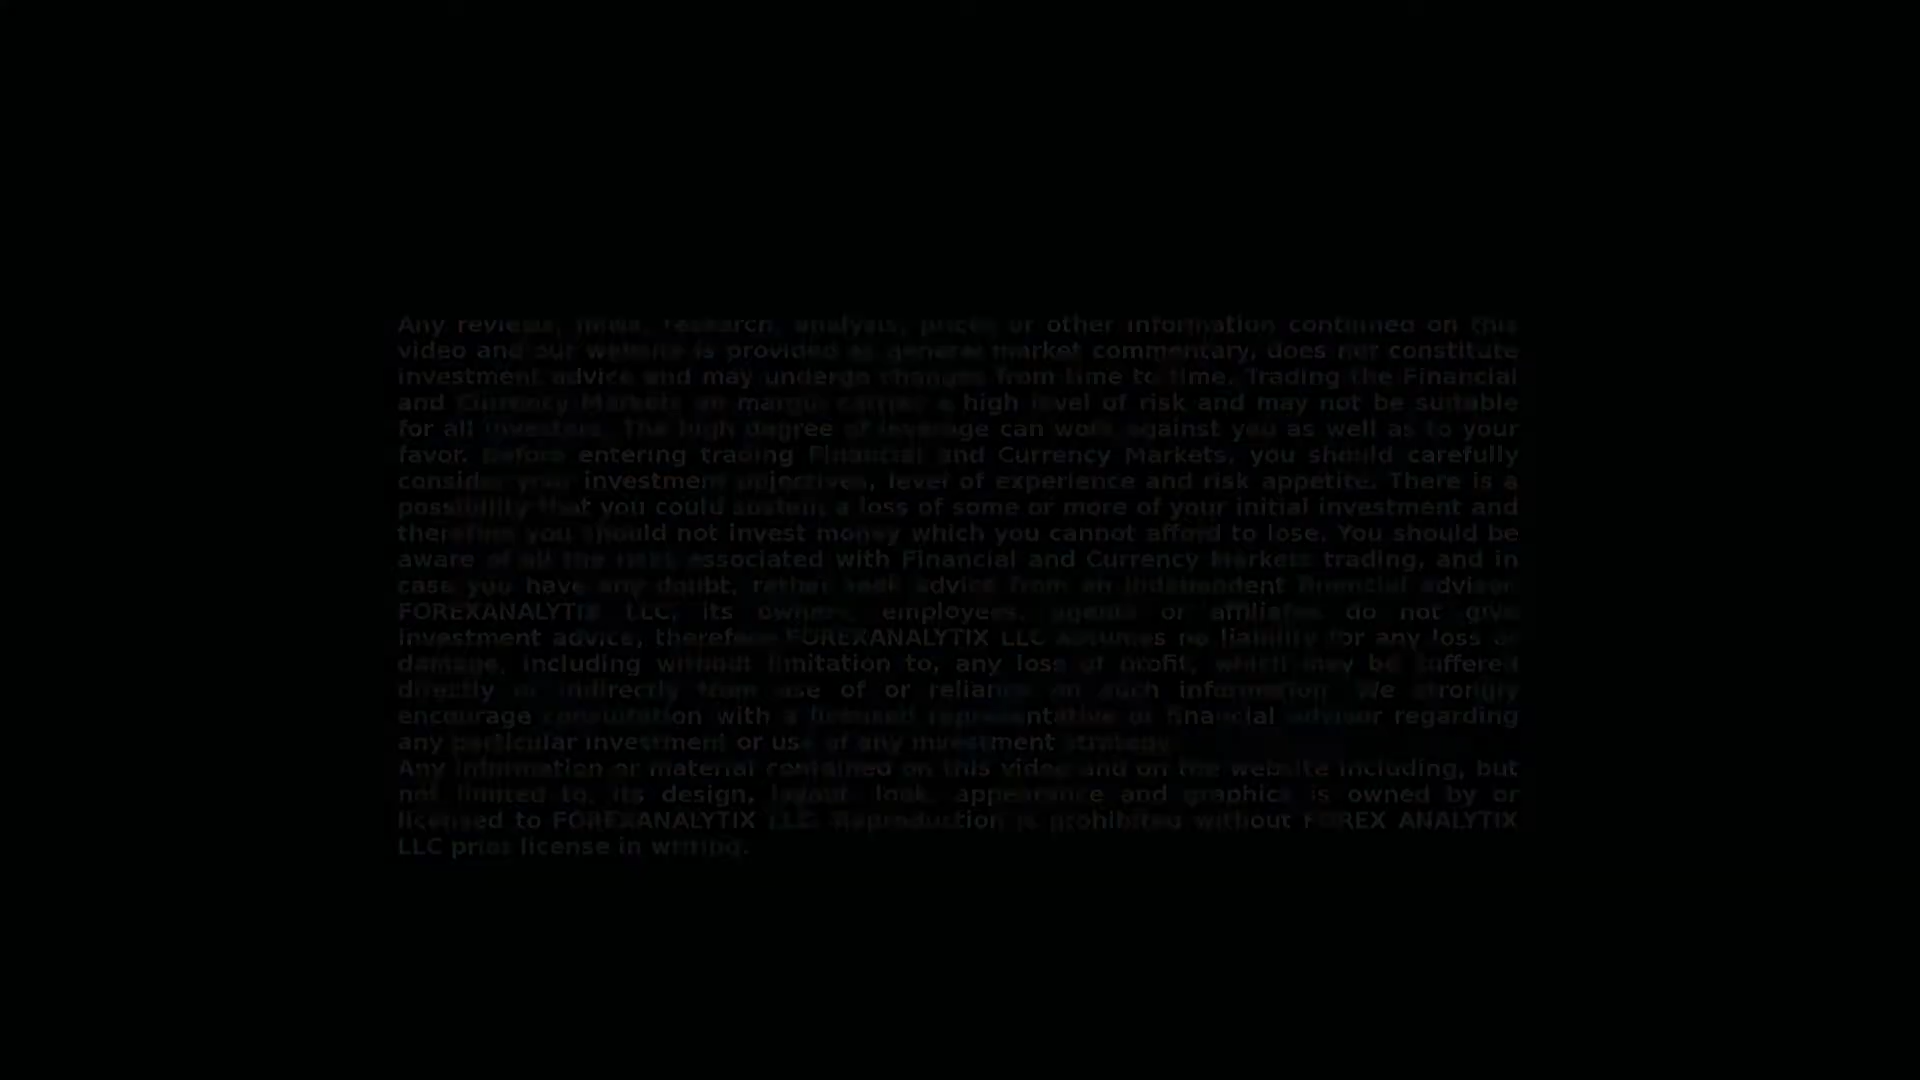 Any reviews, news, research, analysis, prices or other information contained on this
video and our website is provided as general market commentary, does not constitute
investment advice and may undergo changes from time to time. Trading the Financial
and Currency Markets on margin carries a high level of risk and may not be suitable
for all investors. The high degree of leverage can work against you as well as to your
favor. Before entering trading Financial and Currency Markets, you should carefully
consider your investment objectives, level of experience and risk appetite. There is a
possibility that you could sustain a loss of some or more of your initial investment and
therefore you should not invest money which you cannot afford to lose. You should be
aware of all the risks associated with Financial and Currency Markets trading, and in
case you have any doubt, rather seek advice from an independent financial advisor.
FOREXANALYTIX LLC, its owners, employees, agents or affiliates do not give
investment advice, therefore FOREXANALYTIX LLC assumes no liability for any loss or
damage, including without limitation to, any loss of profit, which may be suffered
directly or indirectly from use of or reliance on such information. We strongly
encourage consultation with a licensed representative or financial advisor regarding
any particular investment or use of any investment strategy.
Any information or material contained on this video and on the website including, but
not limited to, its design, layout, look, appearance and graphics is owned by or
licensed to FOREXANALYTIX LLC. Reproduction is prohibited without FOREX ANALYTIX
LLC prior license in writing.